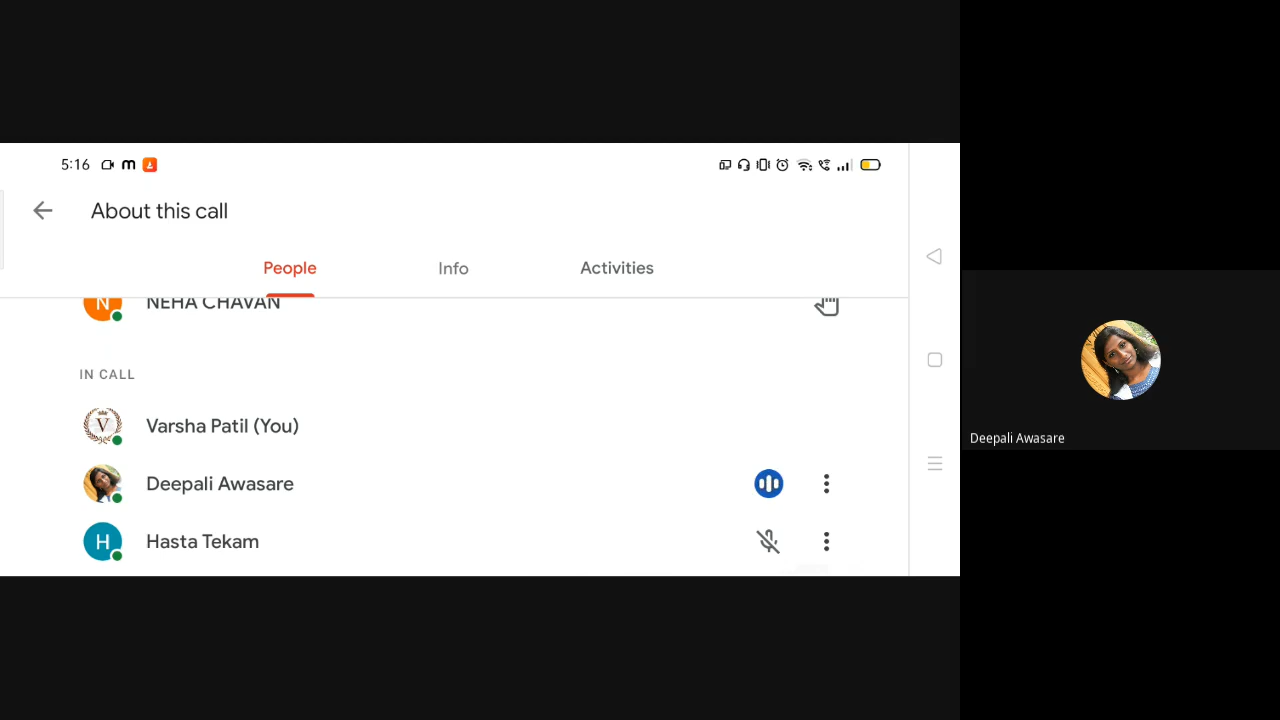 5:16 m
About this call
People Info Activities
N NEHA CHAVAN
IN CALL
V Varsha Patil (You)
Deepali Awasare
H Hasta Tekam
Deepali Awasare